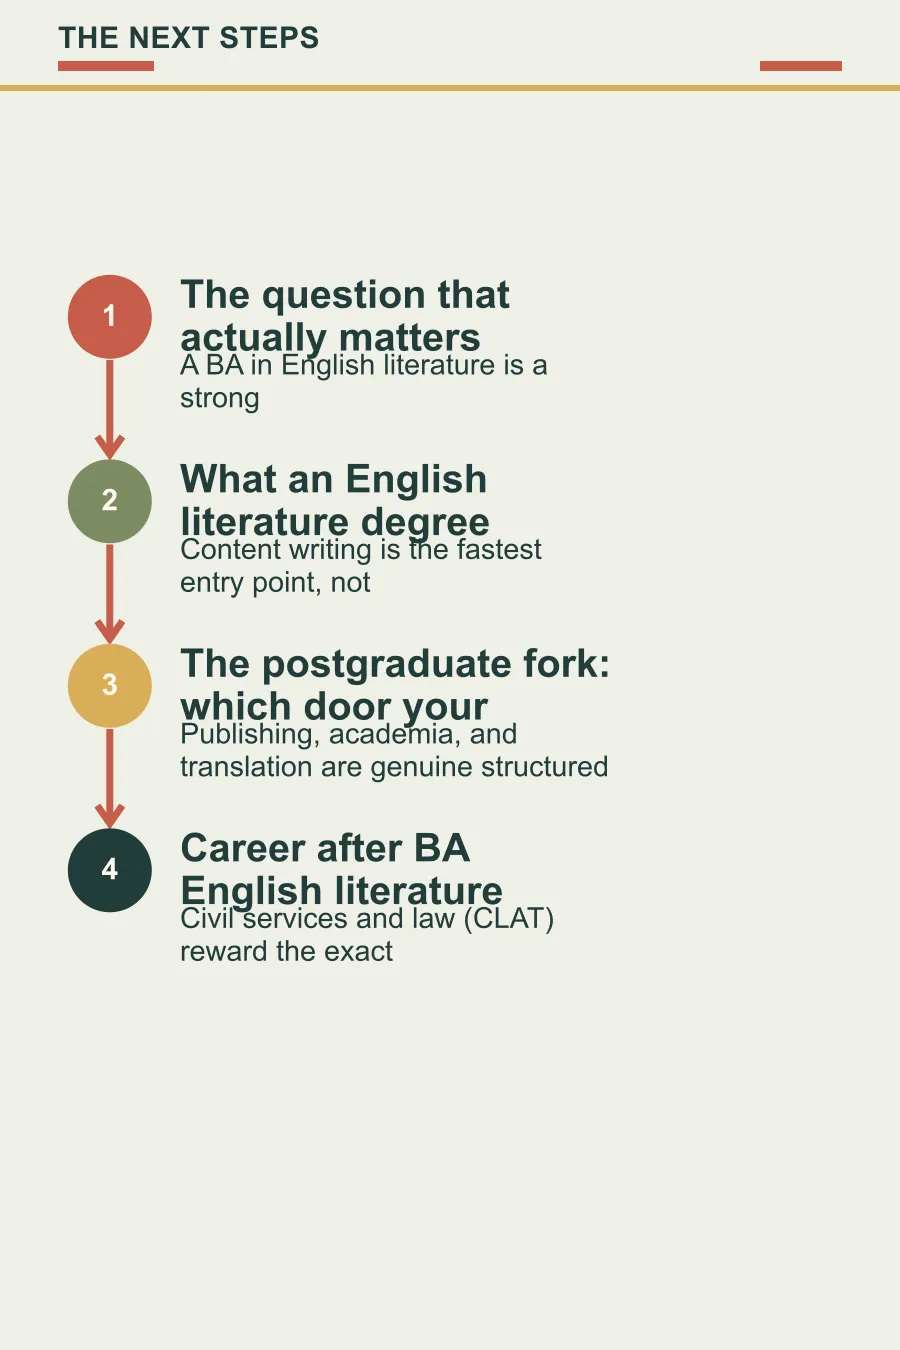 THE NEXT STEPS
1
The question that
actually matters
A BA in English literature is a
strong
2
What an English
literature degree
Content writing is the fastest
entry point, not
3
The postgraduate fork:
which door your
Publishing, academia, and
translation are genuine structured
4
Career after BA
English literature
Civil services and law (CLAT)
reward the exact